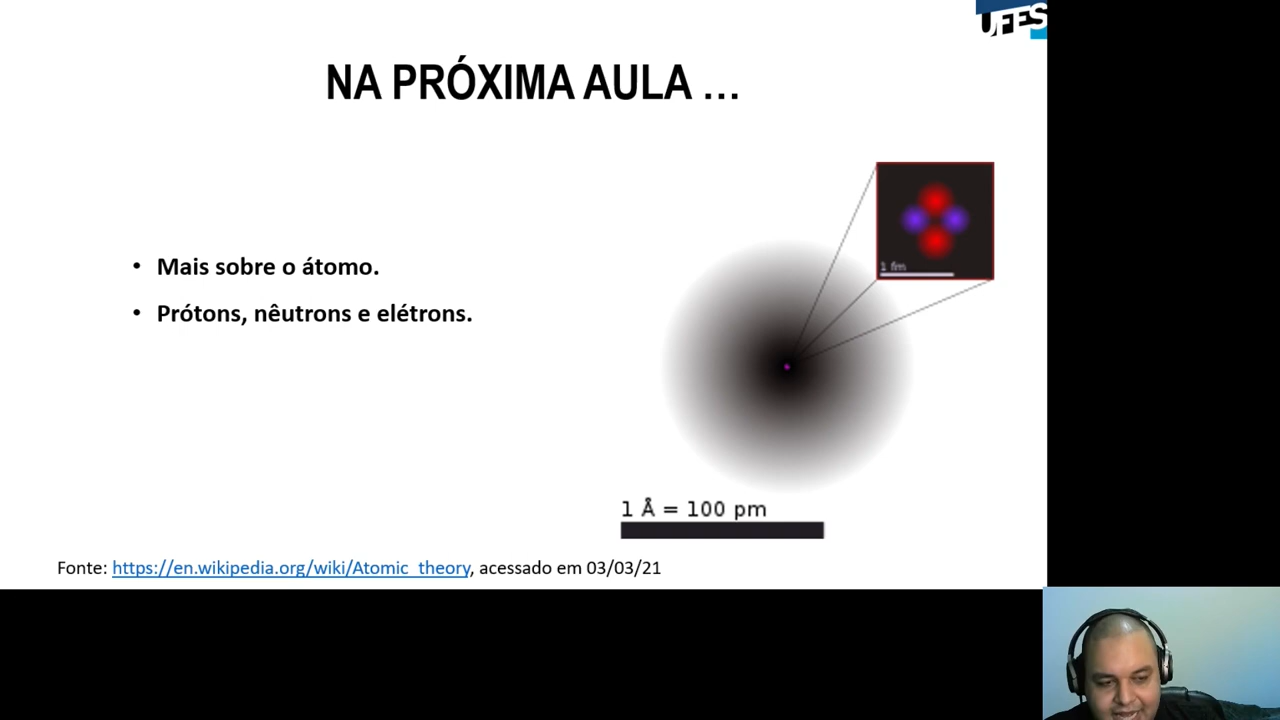 UFES
NA PRÓXIMA AULA ...
1 fm
• Mais sobre o átomo.
• Prótons, nêutrons e elétrons.
1 Å = 100 pm
Fonte: https://en.wikipedia.org/wiki/Atomic_theory, acessado em 03/03/21